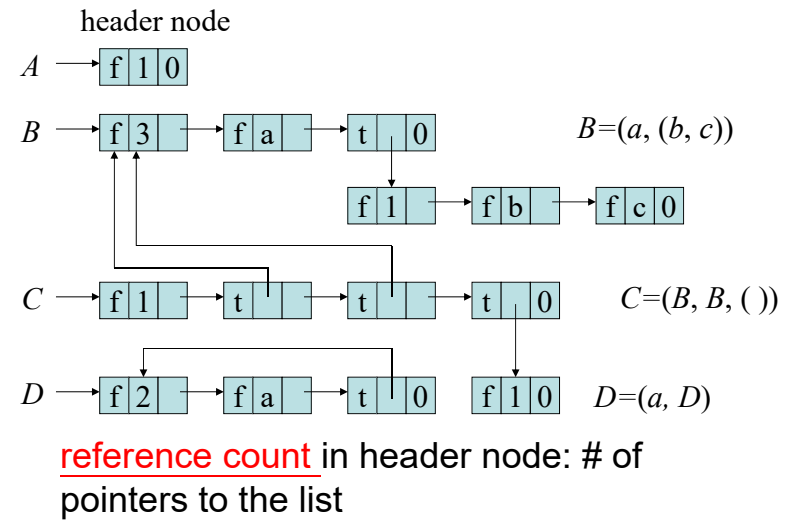 header node
A f 1 0
B f 3 f a t 0 B=(a, (b, c))
f 1 f b f c 0
C f 1 t t t 0 C=(B, B, ( ))
D f 2 f a t 0 f 1 0 D=(a, D)
reference count in header node: # of
pointers to the list